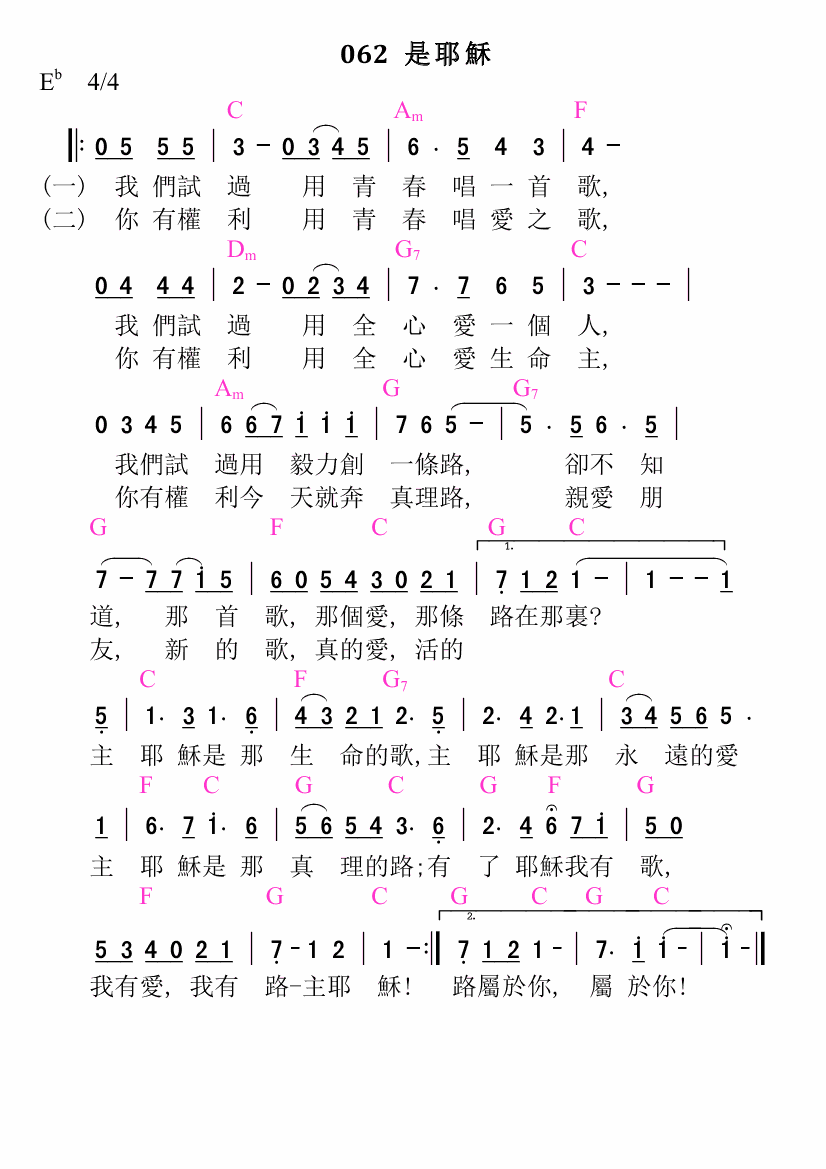 062 是耶穌
E♭ 4/4
C Am F
‖: 0 5 5 5 | 3 - 0 3 4 5 | 6 . 5 4 3 | 4 -
(一) 我 們試 過 用 青 春 唱 一 首 歌,
(二) 你 有權 利 用 青 春 唱 愛 之 歌,
Dm G7 C
0 4 4 4 | 2 - 0 2 3 4 | 7 . 7 6 5 | 3 - - - |
我 們試 過 用 全 心 愛 一 個 人,
你 有權 利 用 全 心 愛 生 命 主,
Am G G7
0 3 4 5 | 6 6 7 i i i | 7 6 5 - | 5 . 5 6 . 5 |
我們試 過用 毅力創 一條路, 卻不 知
你有權 利今 天就奔 真理路, 親愛 朋
G F C G C
1.
7 - 7 7 i 5 | 6 0 5 4 3 0 2 1 | 7 1 2 1 - | 1 - - 1
道, 那 首 歌, 那個愛, 那條 路在那裏?
友, 新 的 歌, 真的愛, 活的
C F G7 C
5 | 1. 3 1. 6 | 4 3 2 1 2. 5 | 2. 4 2. 1 | 3 4 5 6 5 .
主 耶 穌是 那 生 命的歌,主 耶 穌是那 永 遠的愛
F C G C G F G
1 | 6. 7 i. 6 | 5 6 5 4 3. 6 | 2. 4 6 7 i | 5 0
主 耶 穌是 那 真 理的路;有 了 耶穌我有 歌,
F G C G C G C
2.
5 3 4 0 2 1 | 7 - 1 2 | 1 - :‖ 7 1 2 1 - | 7. i i - | i - ‖
我有愛, 我有 路-主耶 穌! 路屬於你, 屬 於你!